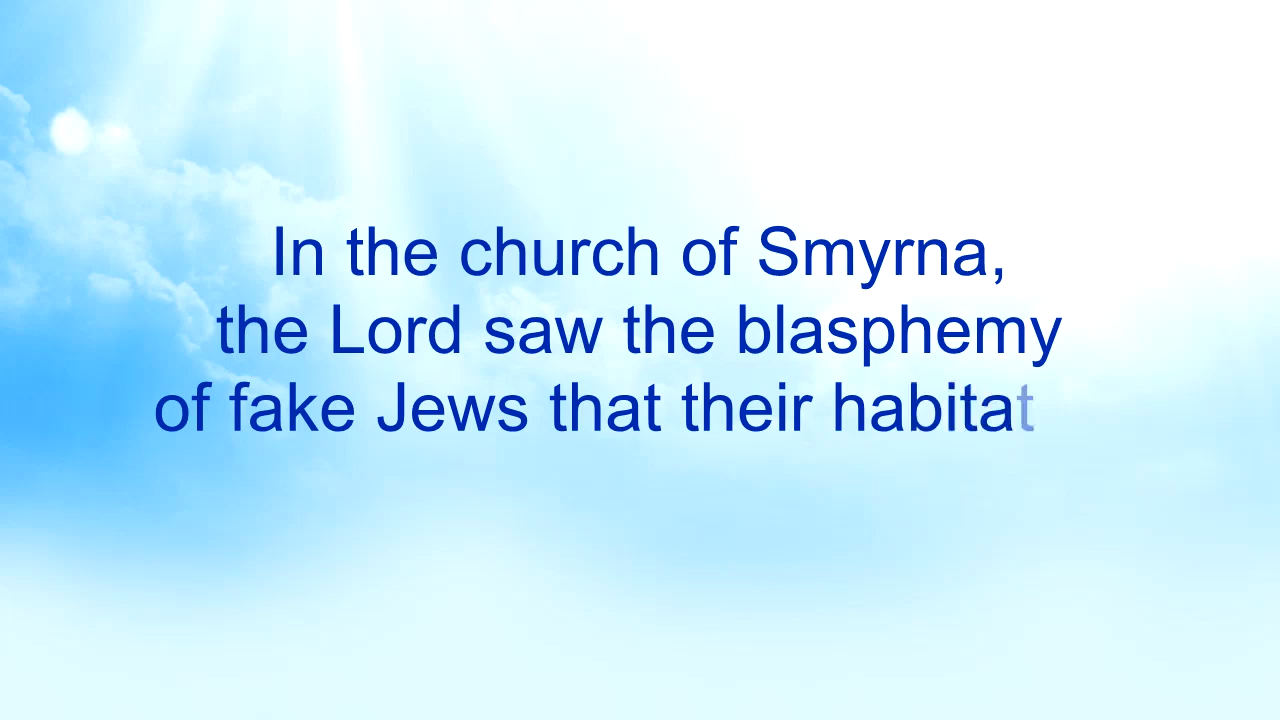 In the church of Smyrna,
the Lord saw the blasphemy
of fake Jews that their habitat